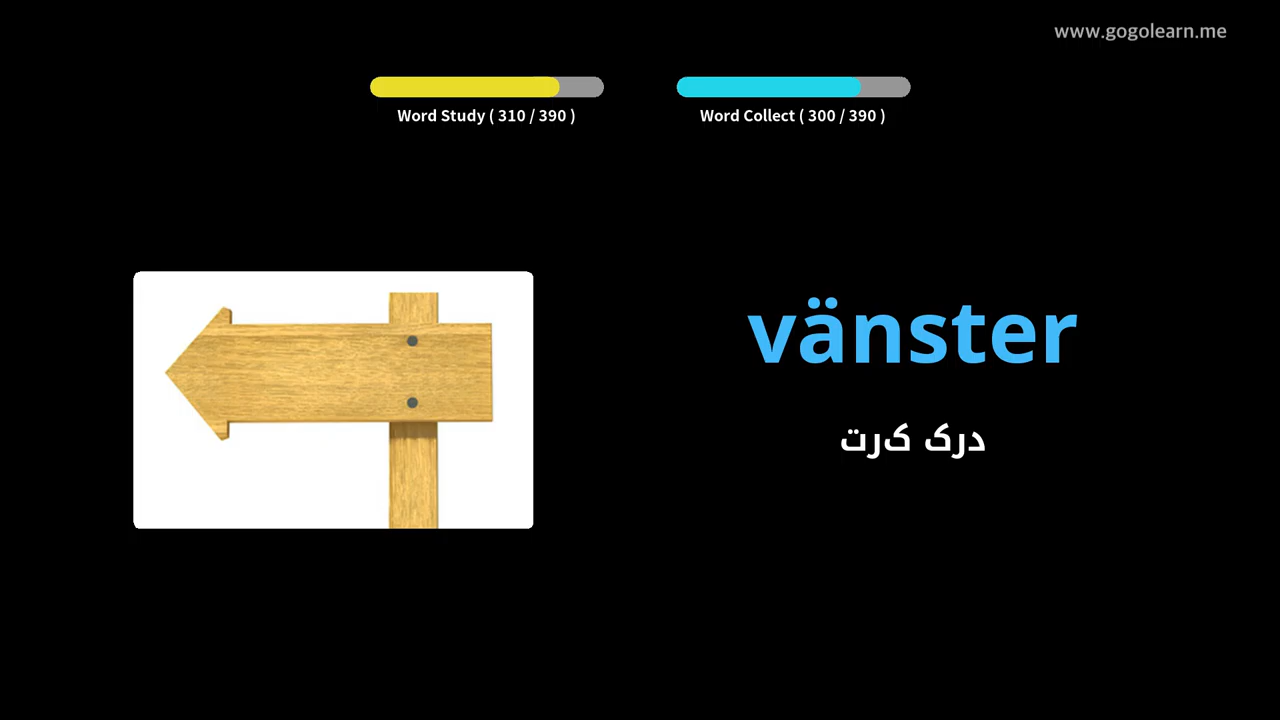 www.gogolearn.me
Word Study ( 310 / 390 )
Word Collect ( 300 / 390 )
vänster
درک کرت